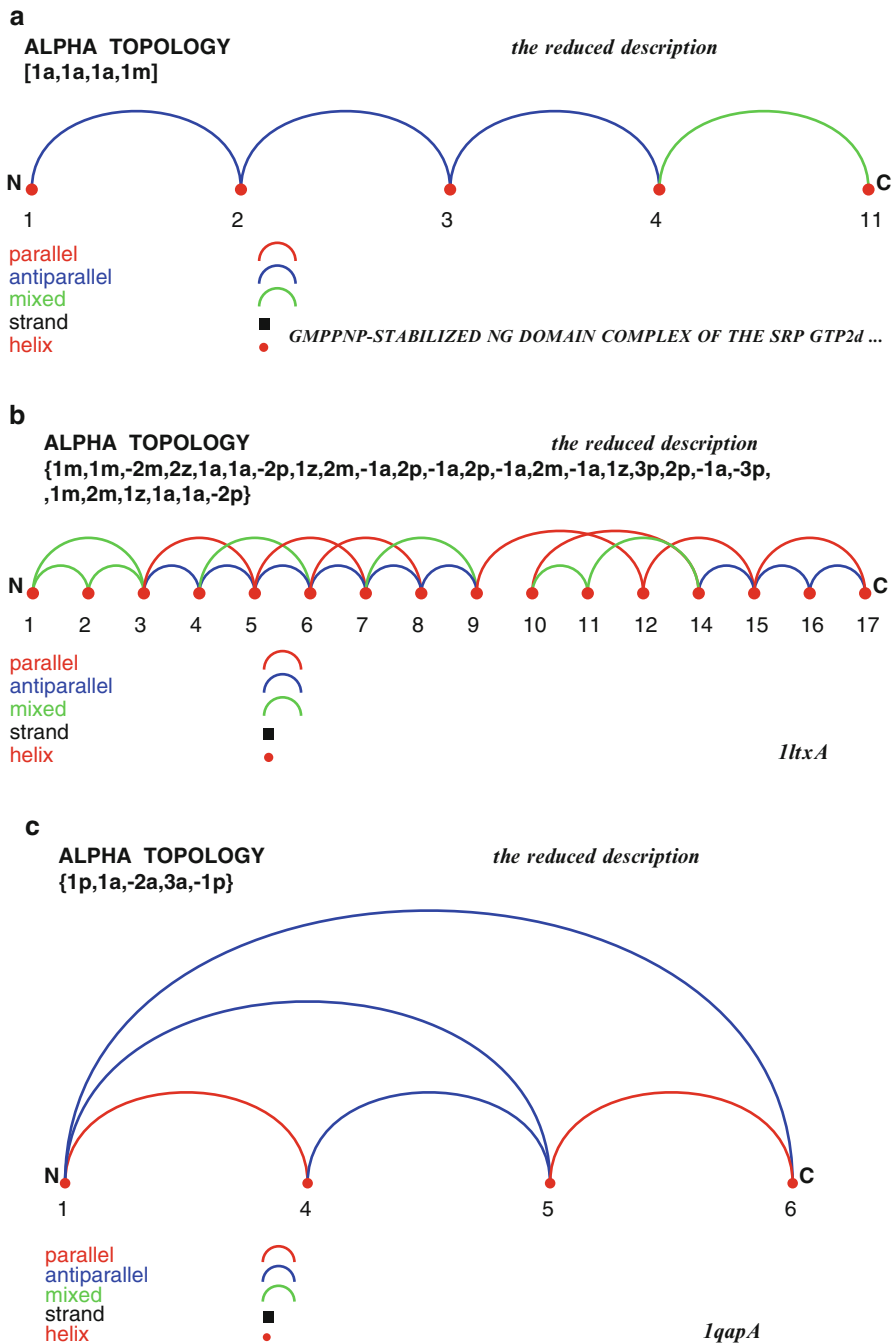 a
ALPHA TOPOLOGY the reduced description
[1a,1a,1a,1m]
N C
1 2 3 4 11
parallel
antiparallel
mixed
strand
helix GMPPNP-STABILIZED NG DOMAIN COMPLEX OF THE SRP GTP2d ...
b
ALPHA TOPOLOGY the reduced description
{1m,1m,-2m,2z,1a,1a,-2p,1z,2m,-1a,2p,-1a,2p,-1a,2m,-1a,1z,3p,2p,-1a,-3p,
,1m,2m,1z,1a,1a,-2p}
N C
1 2 3 4 5 6 7 8 9 10 11 12 14 15 16 17
parallel
antiparallel
mixed
strand
helix 1ltxA
c
ALPHA TOPOLOGY the reduced description
{1p,1a,-2a,3a,-1p}
N C
1 4 5 6
parallel
antiparallel
mixed
strand
helix 1qapA